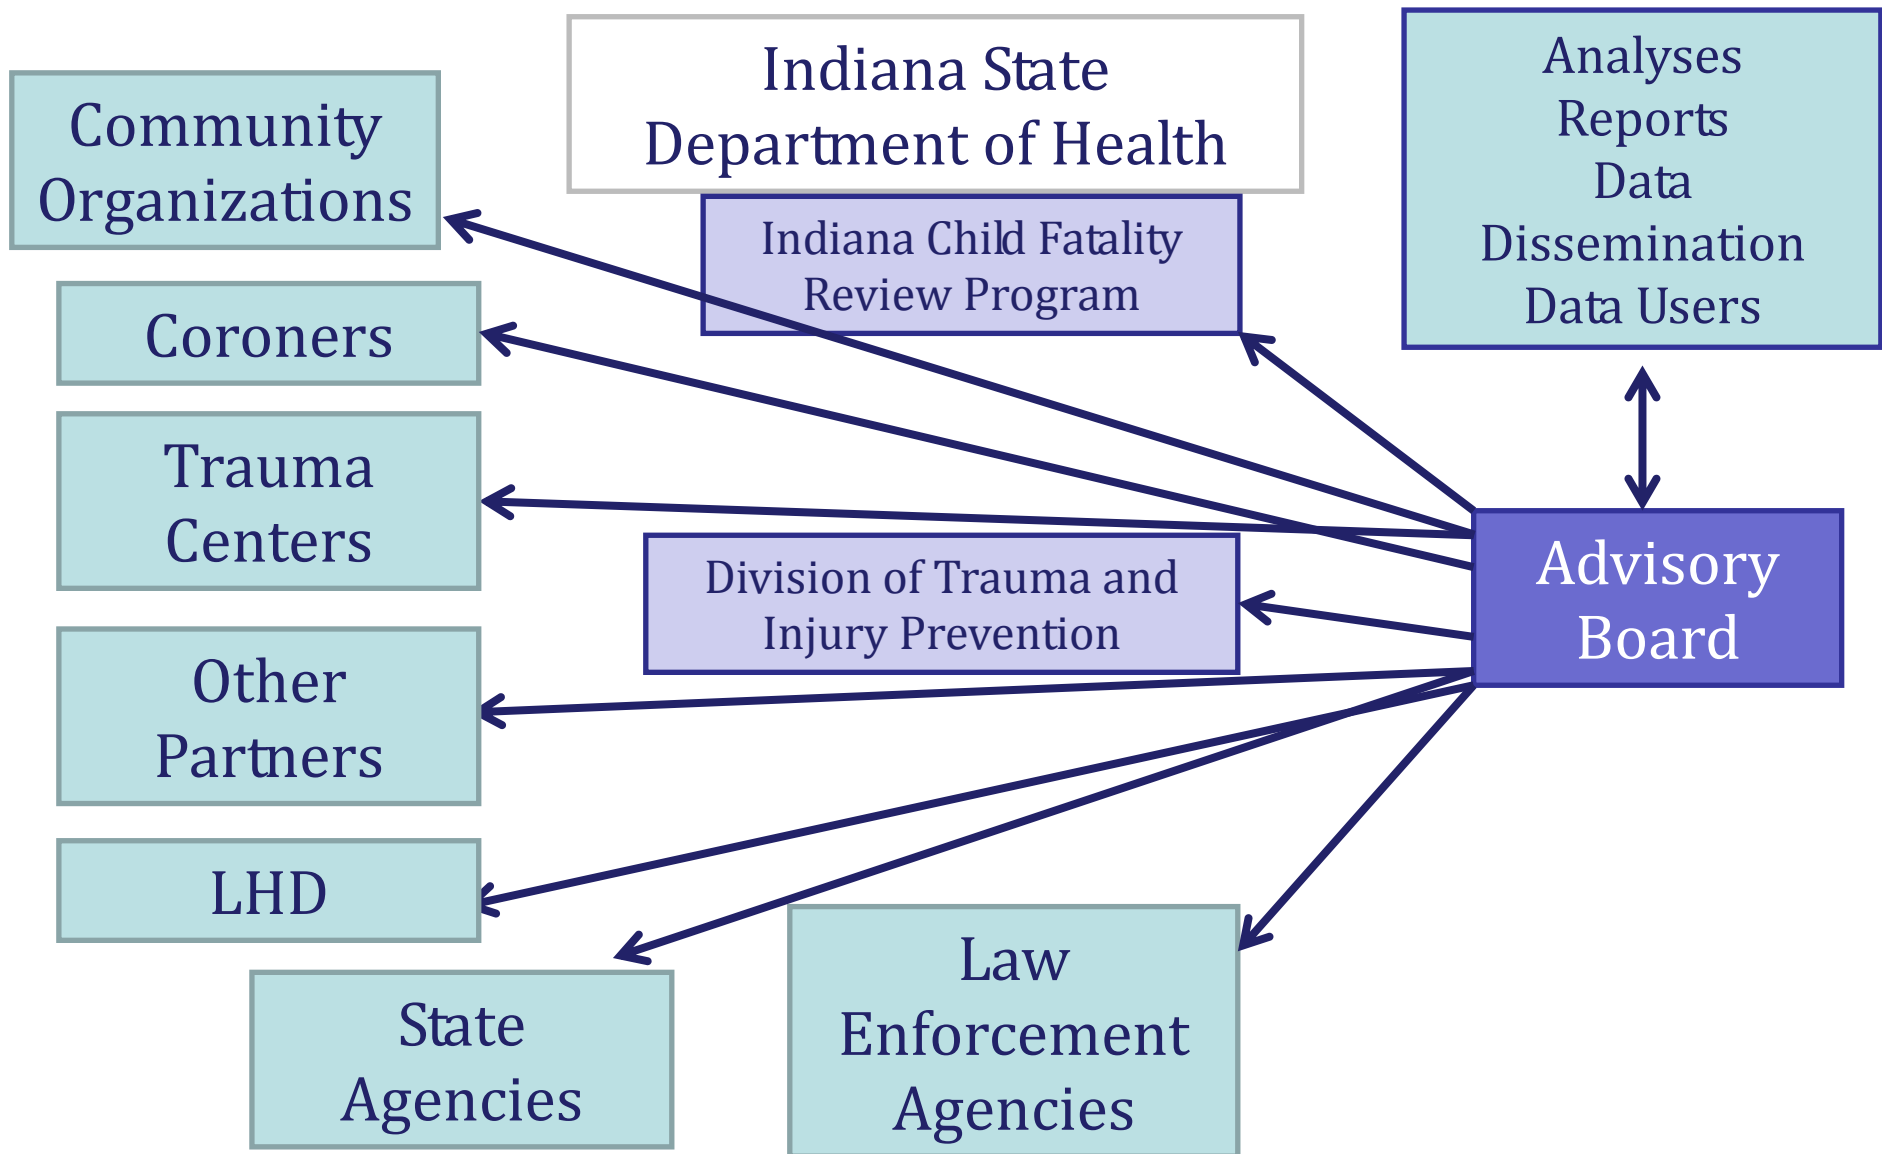 Indiana State
Department of Health
Indiana Child Fatality
Review Program
Community
Organizations
Coroners
Trauma
Centers
Other
Partners
LHD
State
Agencies
Law
Enforcement
Agencies
Division of Trauma and
Injury Prevention
Analyses
Reports
Data
Dissemination
Data Users
Advisory
Board